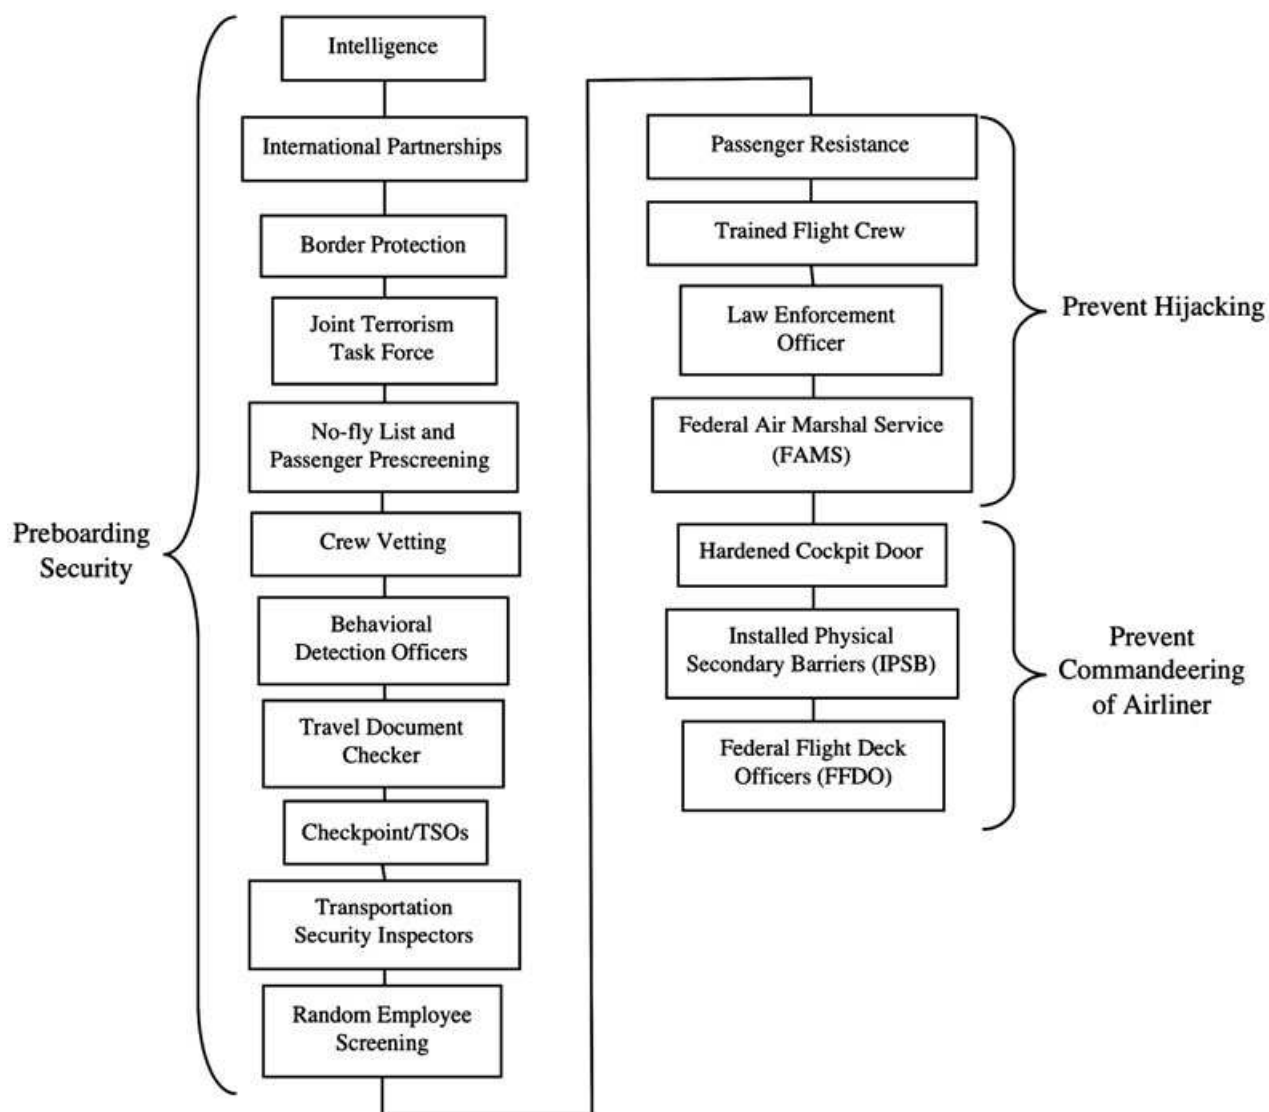 Intelligence
International Partnerships
Border Protection
Joint Terrorism
Task Force
No-fly List and
Passenger Prescreening
Crew Vetting
Behavioral
Detection Officers
Travel Document
Checker
Checkpoint/TSOs
Transportation
Security Inspectors
Random Employee
Screening
Preboarding
Security
Passenger Resistance
Trained Flight Crew
Law Enforcement
Officer
Federal Air Marshal Service
(FAMS)
Prevent Hijacking
Hardened Cockpit Door
Installed Physical
Secondary Barriers (IPSB)
Federal Flight Deck
Officers (FFDO)
Prevent
Commandeering
of Airliner